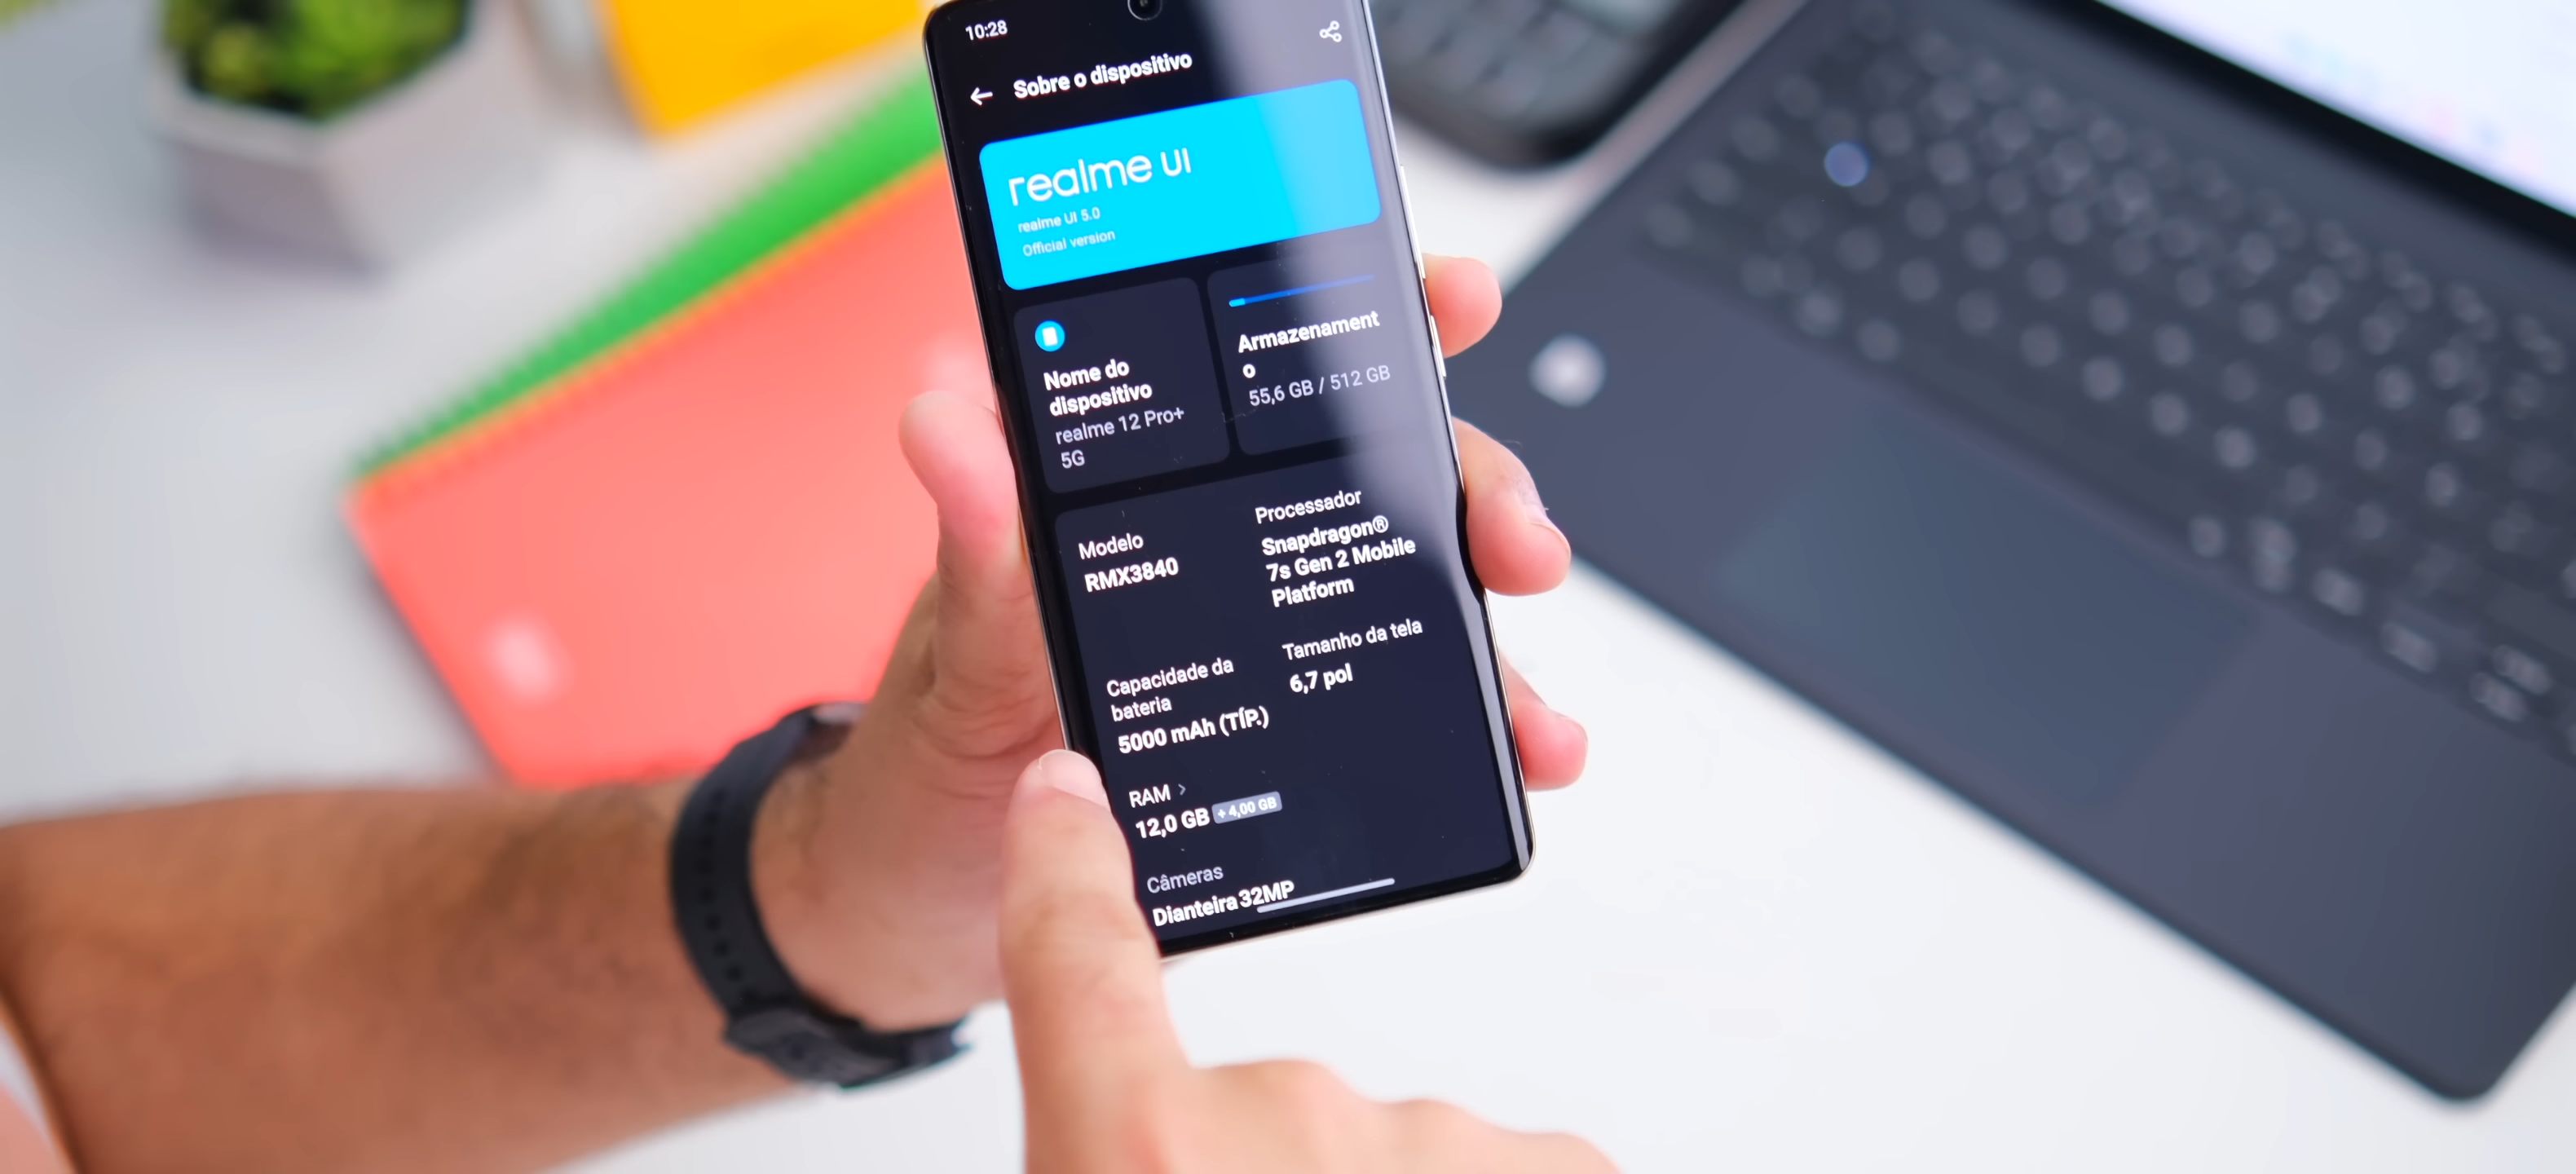 10:28
Sobre o dispositivo
realme UI
realme UI 5.0
Official version
Nome do
dispositivo
realme 12 Pro+
5G
Armazenament
o
55,6 GB / 512 GB
Modelo
RMX3840
Processador
Snapdragon®
7s Gen 2 Mobile
Platform
Capacidade da
bateria
5000 mAh (TÍP.)
Tamanho da tela
6,7 pol
RAM >
12,0 GB + 4,00 GB
Câmeras
Dianteira 32MP